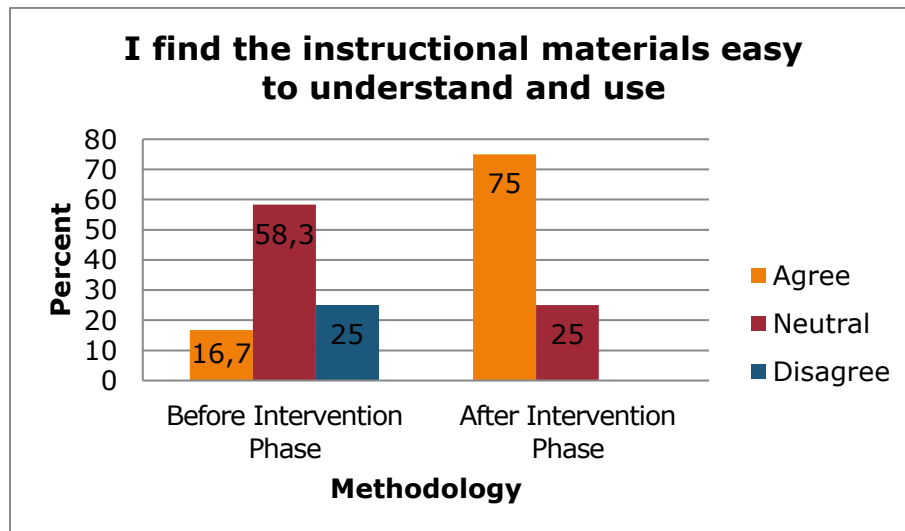 I find the instructional materials easy
to understand and use
80
70
60
50
40
30
20
10
0
Percent
16,7
58,3
25
75
25
Before Intervention
Phase
After Intervention
Phase
Methodology
Agree
Neutral
Disagree